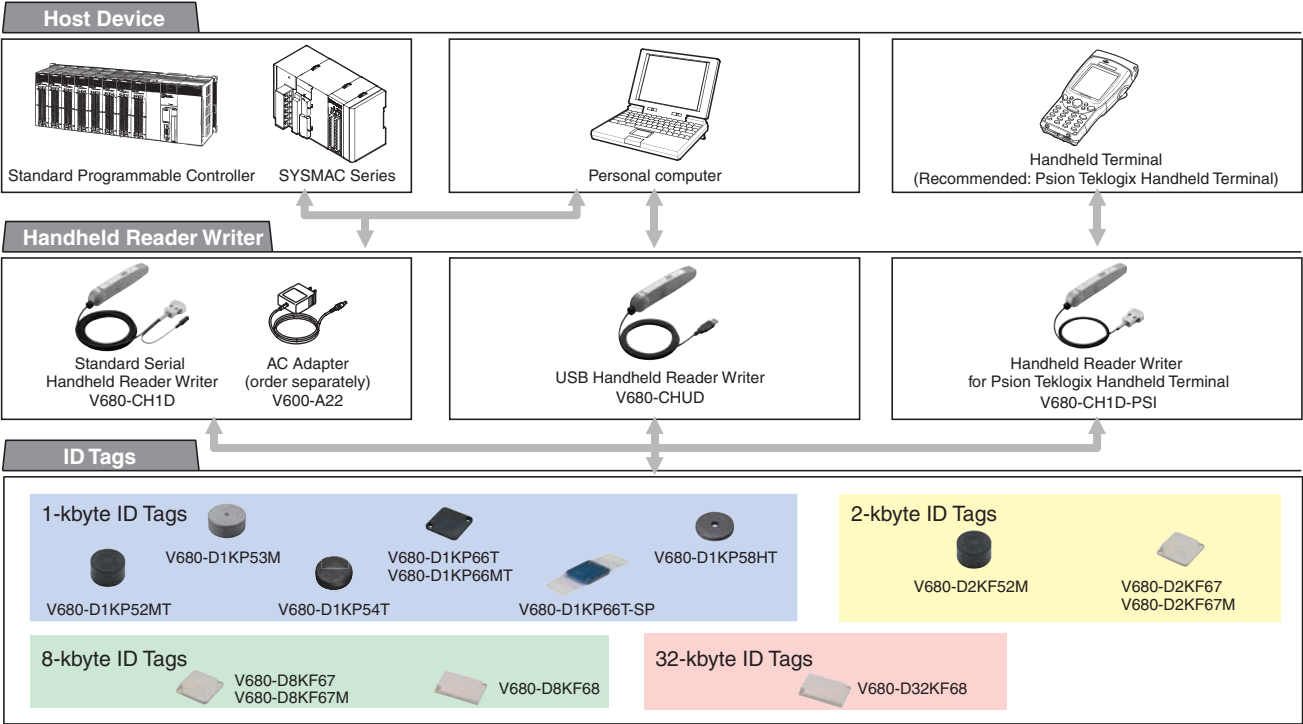 Host Device
Standard Programmable Controller
SYSMAC Series
Personal computer
Handheld Terminal
(Recommended: Psion Teklogix Handheld Terminal)
Handheld Reader Writer
Standard Serial
Handheld Reader Writer
V680-CH1D
AC Adapter
(order separately)
V600-A22
USB Handheld Reader Writer
V680-CHUD
Handheld Reader Writer
for Psion Teklogix Handheld Terminal
V680-CH1D-PSI
ID Tags
1-kbyte ID Tags
V680-D1KP53M
V680-D1KP66T
V680-D1KP66MT
V680-D1KP58HT
V680-D1KP52MT
V680-D1KP54T
V680-D1KP66T-SP
2-kbyte ID Tags
V680-D2KF52M
V680-D2KF67
V680-D2KF67M
8-kbyte ID Tags
V680-D8KF67
V680-D8KF67M
V680-D8KF68
32-kbyte ID Tags
V680-D32KF68